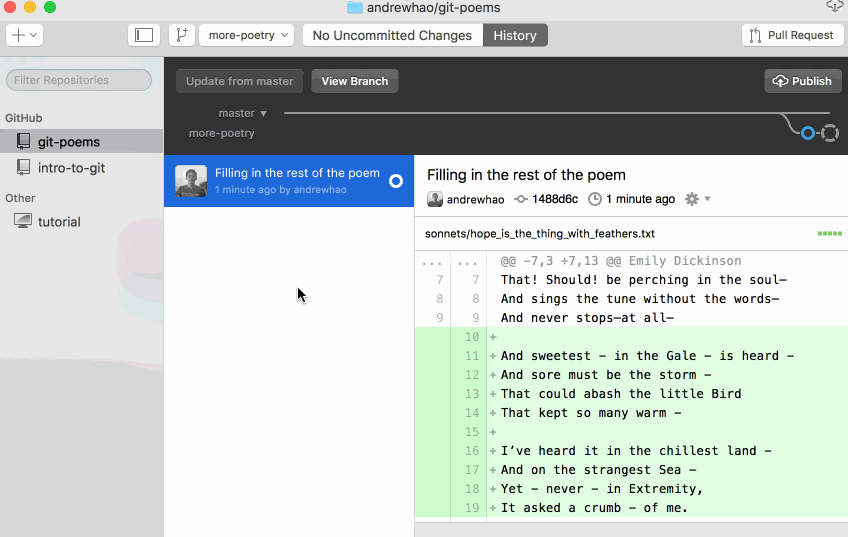 andrewhao/git-poems
more-poetry
No Uncommitted Changes
History
Pull Request
Filter Repositories
Update from master
View Branch
Publish
GitHub
git-poems
intro-to-git
Other
tutorial
master
more-poetry
Filling in the rest of the poem
1 minute ago by andrewhao
Filling in the rest of the poem
andrewhao 1488d6c 1 minute ago
sonnets/hope_is_the_thing_with_feathers.txt
... ... @@ -7,3 +7,13 @@ Emily Dickinson
7 7 That! Should! be perching in the soul—
8 8 And sings the tune without the words—
9 9 And never stops—at all—
10 +
11 + And sweetest – in the Gale – is heard –
12 + And sore must be the storm –
13 + That could abash the little Bird
14 + That kept so many warm –
15 +
16 + I’ve heard it in the chillest land –
17 + And on the strangest Sea –
18 + Yet – never – in Extremity,
19 + It asked a crumb – of me.